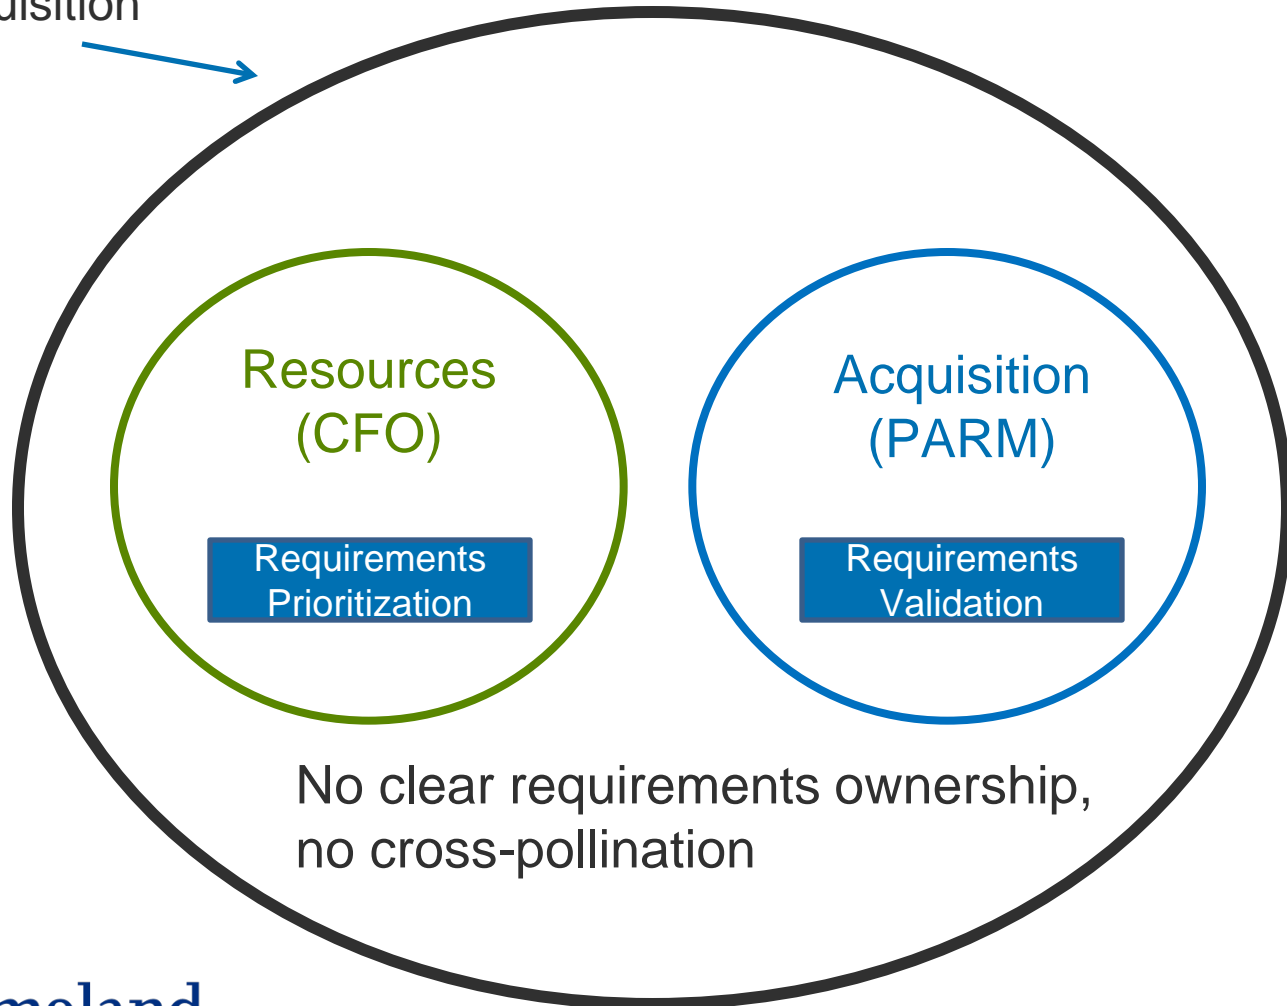 Resources
(CFO)
Acquisition
(PARM)
Requirements
Prioritization
Requirements
Validation
No clear requirements ownership,
no cross-pollination